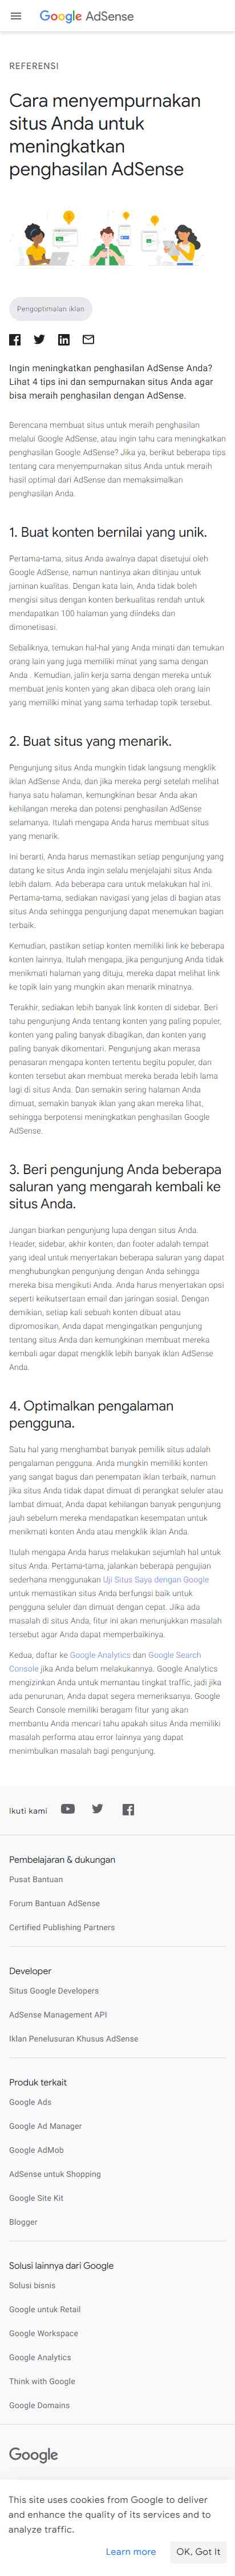 Google AdSense
REFERENSI
Cara menyempurnakan
situs Anda untuk
meningkatkan
penghasilan AdSense
Pengoptimalan iklan
Ingin meningkatkan penghasilan AdSense Anda?
Lihat 4 tips ini dan sempurnakan situs Anda agar
bisa meraih penghasilan dengan AdSense.
Berencana membuat situs untuk meraih penghasilan
melalui Google AdSense, atau ingin tahu cara meningkatkan
penghasilan Google AdSense? Jika ya, berikut beberapa tips
tentang cara menyempurnakan situs Anda untuk meraih
hasil optimal dari AdSense dan memaksimalkan
penghasilan Anda.
1. Buat konten bernilai yang unik.
Pertama-tama, situs Anda awalnya dapat disetujui oleh
Google AdSense, namun nantinya akan ditinjau untuk
jaminan kualitas. Dengan kata lain, Anda tidak boleh
mengisi situs dengan konten berkualitas rendah untuk
mendapatkan 100 halaman yang diindeks dan
dimonetisasi.
Sebaliknya, temukan hal-hal yang Anda minati dan temukan
orang lain yang juga memiliki minat yang sama dengan
Anda . Kemudian, jalin kerja sama dengan mereka untuk
membuat jenis konten yang akan dibaca oleh orang lain
yang memiliki minat yang sama terhadap topik tersebut.
2. Buat situs yang menarik.
Pengunjung situs Anda mungkin tidak langsung mengklik
iklan AdSense Anda, dan jika mereka pergi setelah melihat
hanya satu halaman, kemungkinan besar Anda akan
kehilangan mereka dan potensi penghasilan AdSense
selamanya. Itulah mengapa Anda harus membuat situs
yang menarik.
Ini berarti, Anda harus memastikan setiap pengunjung yang
datang ke situs Anda ingin selalu menjelajahi situs Anda
lebih dalam. Ada beberapa cara untuk melakukan hal ini.
Pertama-tama, sediakan navigasi yang jelas di bagian atas
situs Anda sehingga pengunjung dapat menemukan bagian
terbaik.
Kemudian, pastikan setiap konten memiliki link ke beberapa
konten lainnya. Itulah mengapa, jika pengunjung Anda tidak
menikmati halaman yang dituju, mereka dapat melihat link
ke topik lain yang mungkin akan menarik minatnya.
Terakhir, sediakan lebih banyak link konten di sidebar. Beri
tahu pengunjung Anda tentang konten yang paling populer,
konten yang paling banyak dibagikan, dan konten yang
paling banyak dikomentari. Pengunjung akan merasa
penasaran mengapa konten tertentu begitu populer, dan
konten tersebut akan membuat mereka berada lebih lama
lagi di situs Anda. Dan semakin sering halaman Anda
dimuat, semakin banyak iklan yang akan mereka lihat,
sehingga berpotensi meningkatkan penghasilan Google
AdSense.
3. Beri pengunjung Anda beberapa
saluran yang mengarah kembali ke
situs Anda.
Jangan biarkan pengunjung lupa dengan situs Anda.
Header, sidebar, akhir konten, dan footer adalah tempat
yang ideal untuk menyertakan beberapa saluran yang dapat
menghubungkan pengunjung dengan Anda sehingga
mereka bisa mengikuti Anda. Anda harus menyertakan opsi
seperti keikutsertaan email dan jaringan sosial. Dengan
demikian, setiap kali sebuah konten dibuat atau
dipromosikan, Anda dapat mengingatkan pengunjung
tentang situs Anda dan kemungkinan membuat mereka
kembali agar dapat mengklik lebih banyak iklan AdSense
Anda.
4. Optimalkan pengalaman
pengguna.
Satu hal yang menghambat banyak pemilik situs adalah
pengalaman pengguna. Anda mungkin memiliki konten
yang sangat bagus dan penempatan iklan terbaik, namun
jika situs Anda tidak dapat dimuat di perangkat seluler atau
lambat dimuat, Anda dapat kehilangan banyak pengunjung
jauh sebelum mereka mendapatkan kesempatan untuk
menikmati konten Anda atau mengklik iklan Anda.
Itulah mengapa Anda harus melakukan sejumlah hal untuk
situs Anda. Pertama-tama, jalankan beberapa pengujian
sederhana menggunakan Uji Situs Saya dengan Google
untuk memastikan situs Anda berfungsi baik untuk
pengguna seluler dan dimuat dengan cepat. Jika ada
masalah di situs Anda, fitur ini akan menunjukkan masalah
tersebut agar Anda dapat memperbaikinya.
Kedua, daftar ke Google Analytics dan Google Search
Console jika Anda belum melakukannya. Google Analytics
mengizinkan Anda untuk memantau tingkat traffic, jadi jika
ada penurunan, Anda dapat segera memeriksanya. Google
Search Console memiliki beragam fitur yang akan
membantu Anda mencari tahu apakah situs Anda memiliki
masalah performa atau error lainnya yang dapat
menimbulkan masalah bagi pengunjung.
Ikuti kami
Pembelajaran & dukungan
Pusat Bantuan
Forum Bantuan AdSense
Certified Publishing Partners
Developer
Situs Google Developers
AdSense Management API
Iklan Penelusuran Khusus AdSense
Produk terkait
Google Ads
Google Ad Manager
Google AdMob
AdSense untuk Shopping
Google Site Kit
Blogger
Solusi lainnya dari Google
Solusi bisnis
Google untuk Retail
Google Workspace
Google Analytics
Think with Google
Google Domains
Google
This site uses cookies from Google to deliver
and enhance the quality of its services and to
analyze traffic.
Learn more OK, Got It